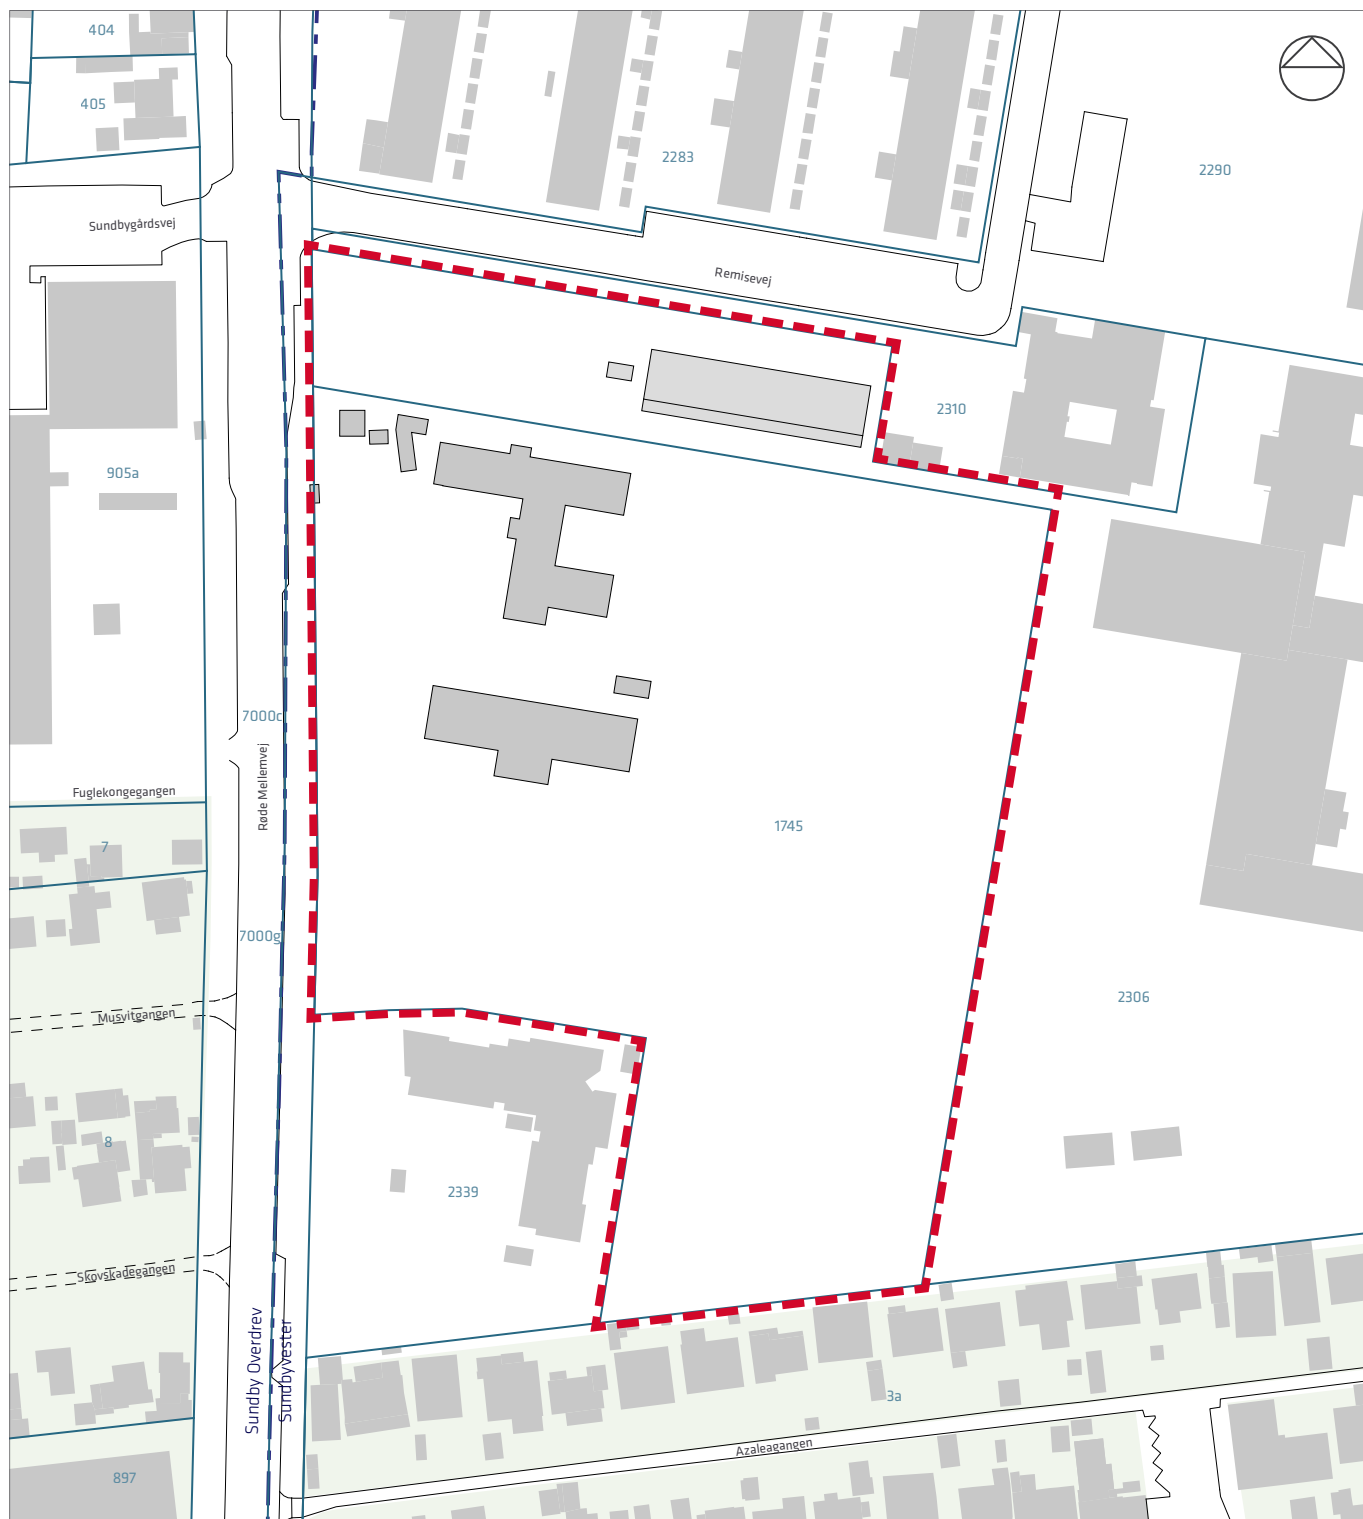 404
405
2283
2290
Sundbygårdsvej
Remisevej
2310
905a
7000c
Røde Mellemvej
Fuglekongegangen
7
1745
7000g
Musvitgangen
2306
8
2339
Skovskadegangen
Sundby Overdrev
Sundbyvester
3a
Azaleagangen
897